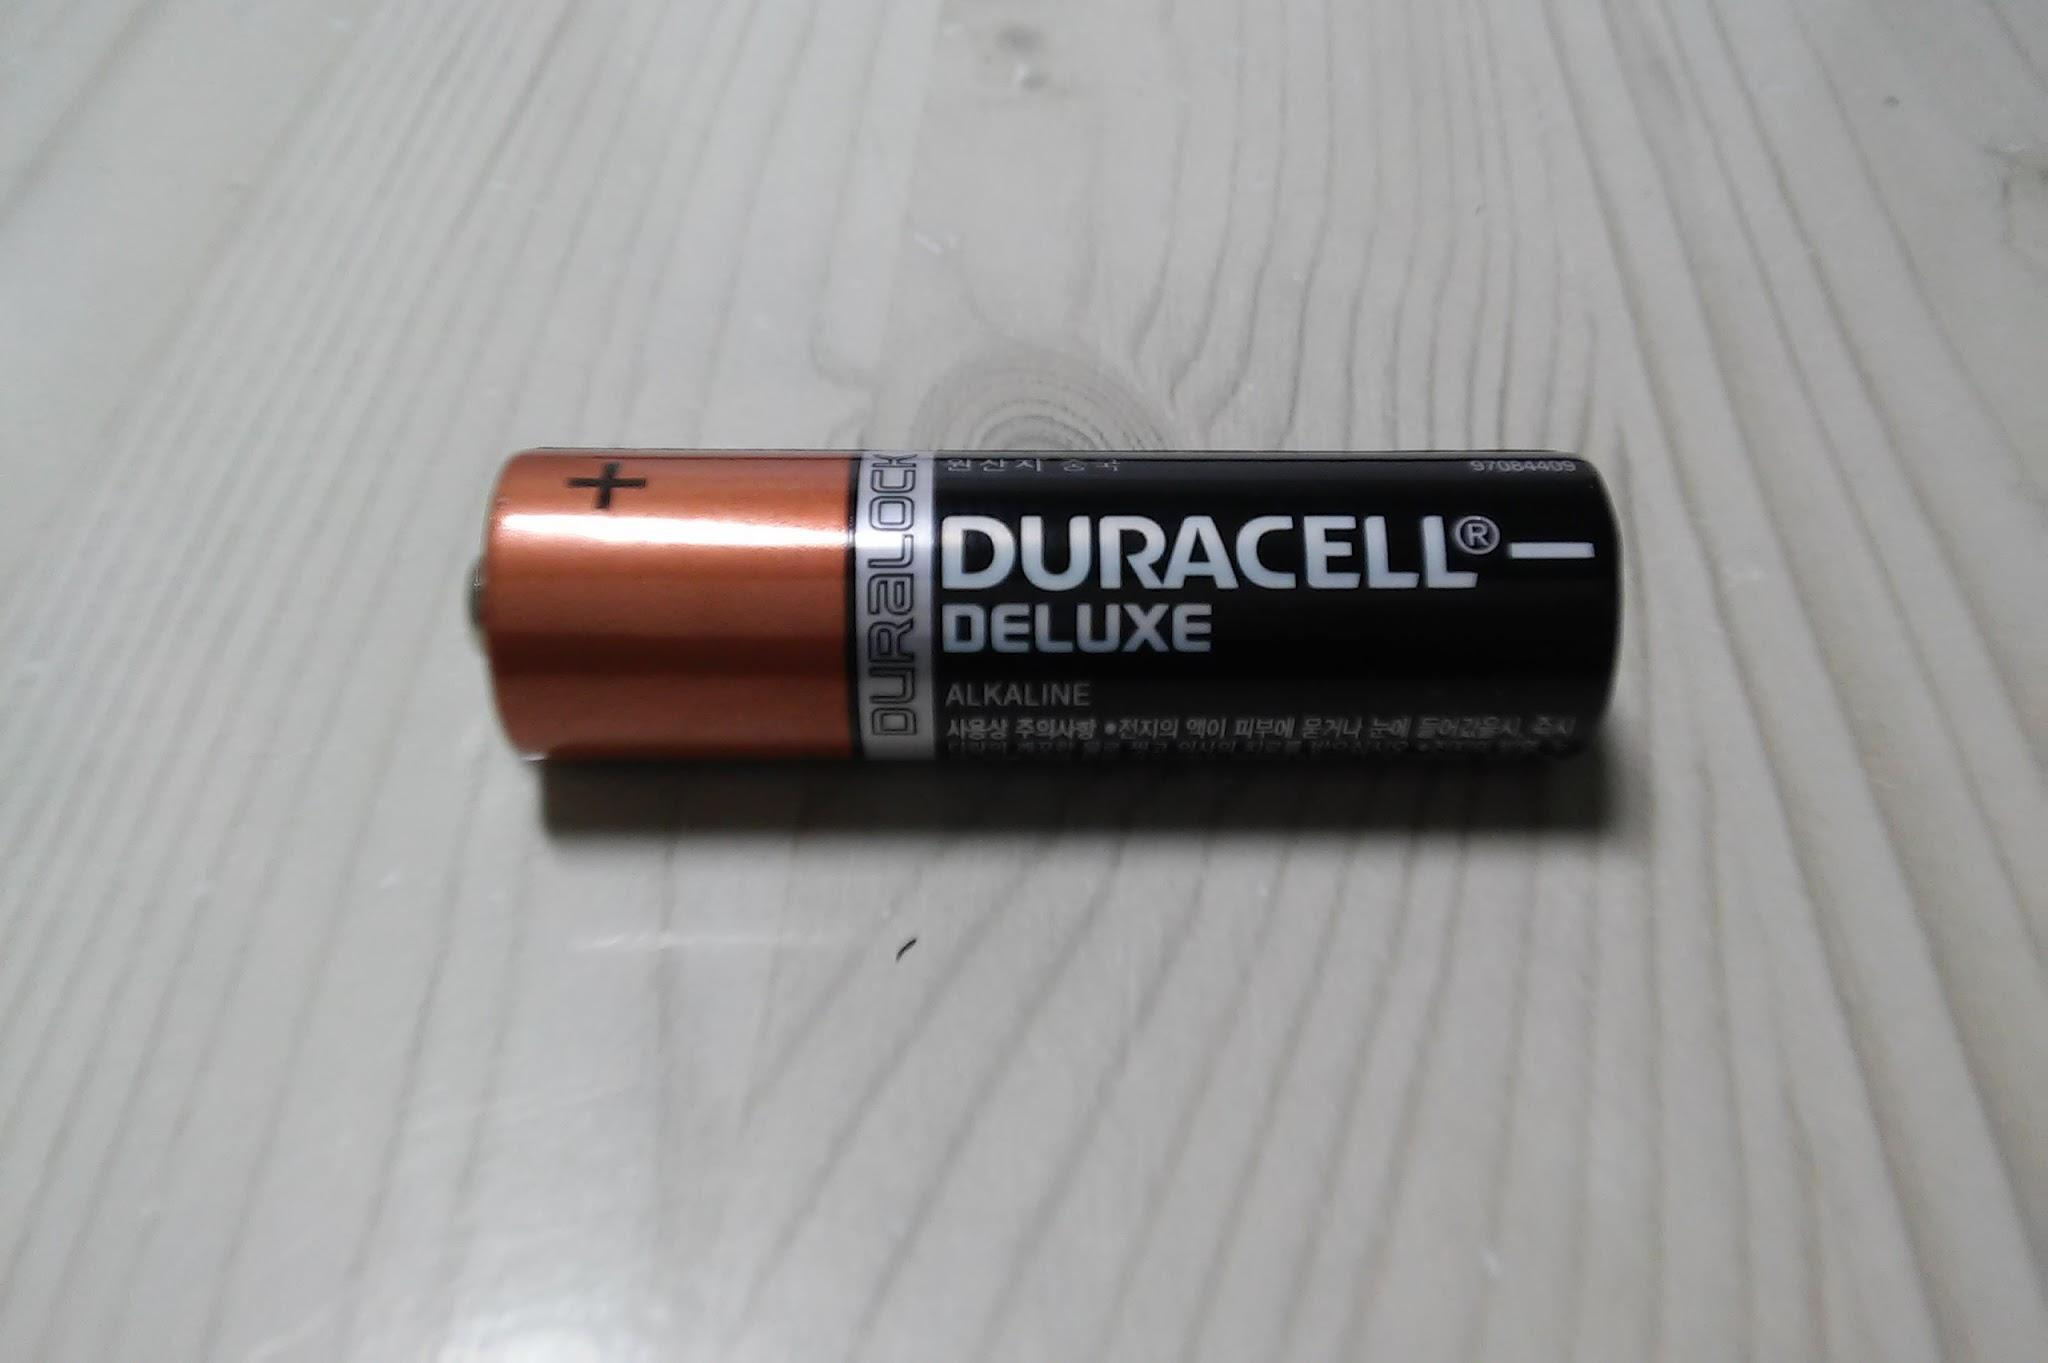 +
DURALOCK
원산지 중국
97084409
DURACELL® −
DELUXE
ALKALINE
사용상 주의사항 •전지의 액이 피부에 묻거나 눈에 들어갔을시, 즉시